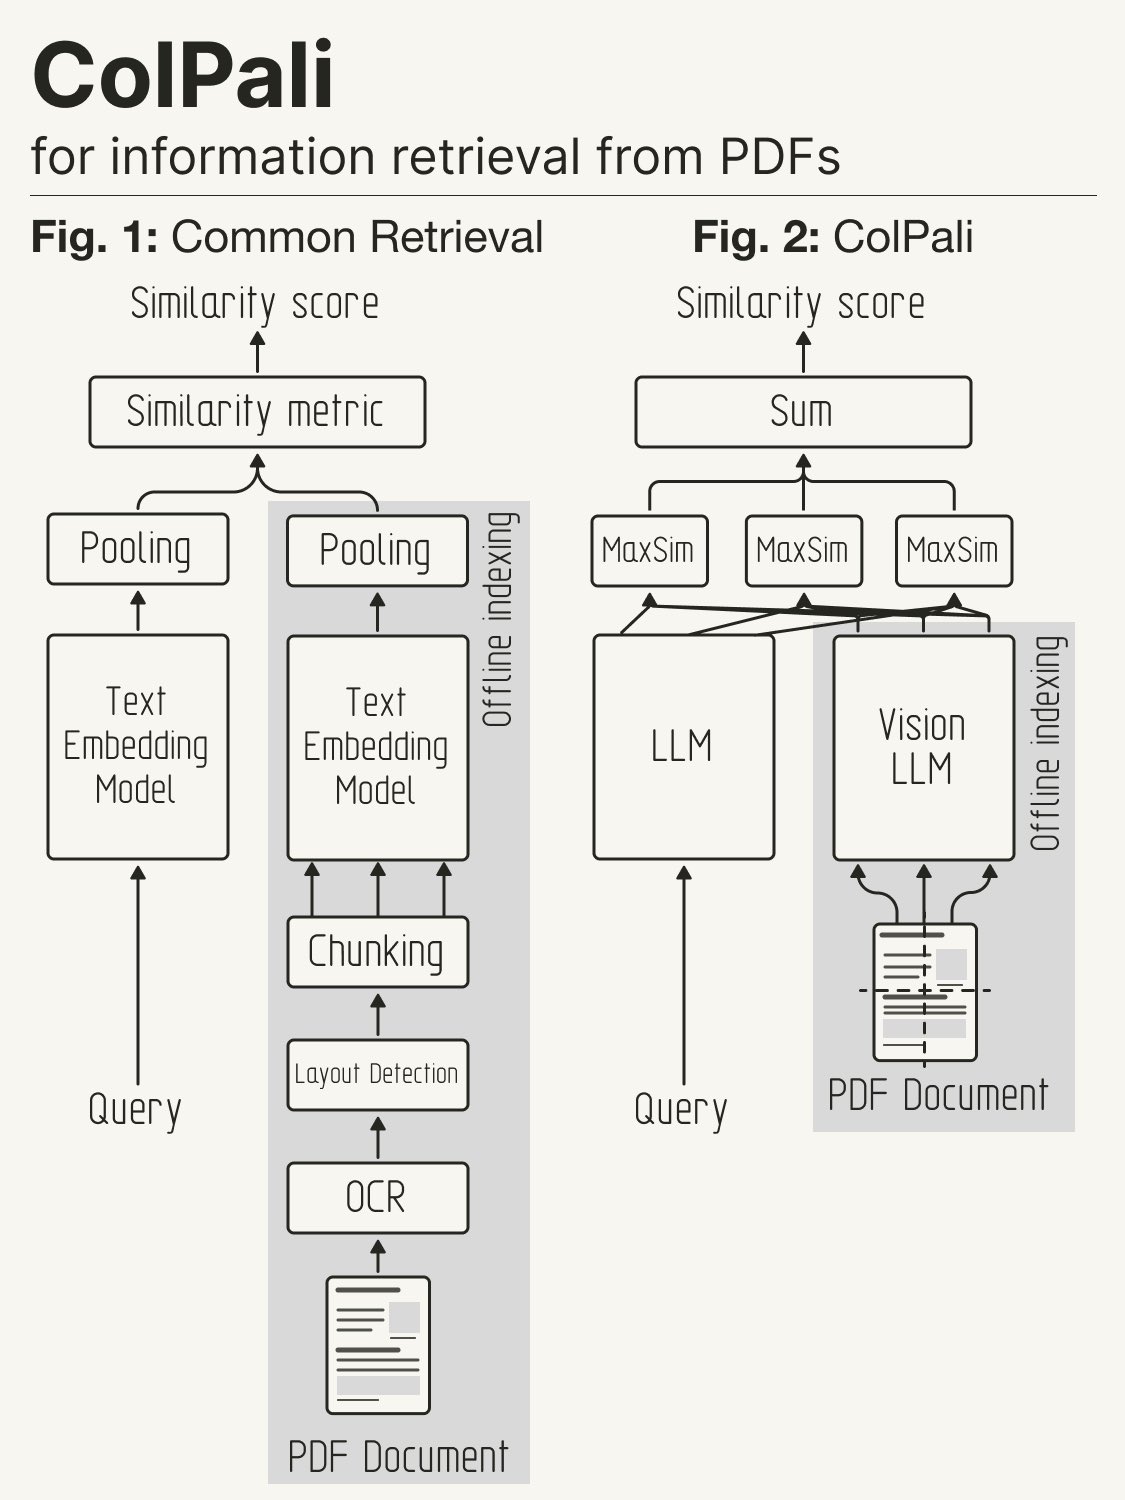 ColPali
for information retrieval from PDFs
Fig. 1: Common Retrieval
Similarity score
Similarity metric
Pooling
Pooling
Offline indexing
Text
Embedding
Model
Text
Embedding
Model
Chunking
Layout Detection
Query
OCR
PDF Document
Fig. 2: ColPali
Similarity score
Sum
MaxSim
MaxSim
MaxSim
LLM
Vision
LLM
Offline indexing
Query
PDF Document